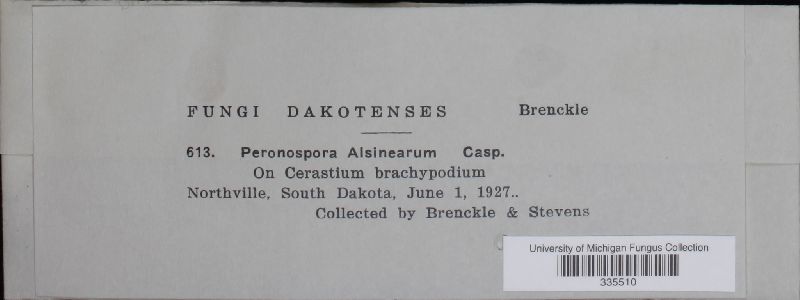 FUNGI DAKOTENSES Brenckle
613. Peronospora Alsinearum Casp.
On Cerastium brachypodium
Northville, South Dakota, June 1, 1927..
Collected by Brenckle & Stevens
University of Michigan Fungus Collection
335510